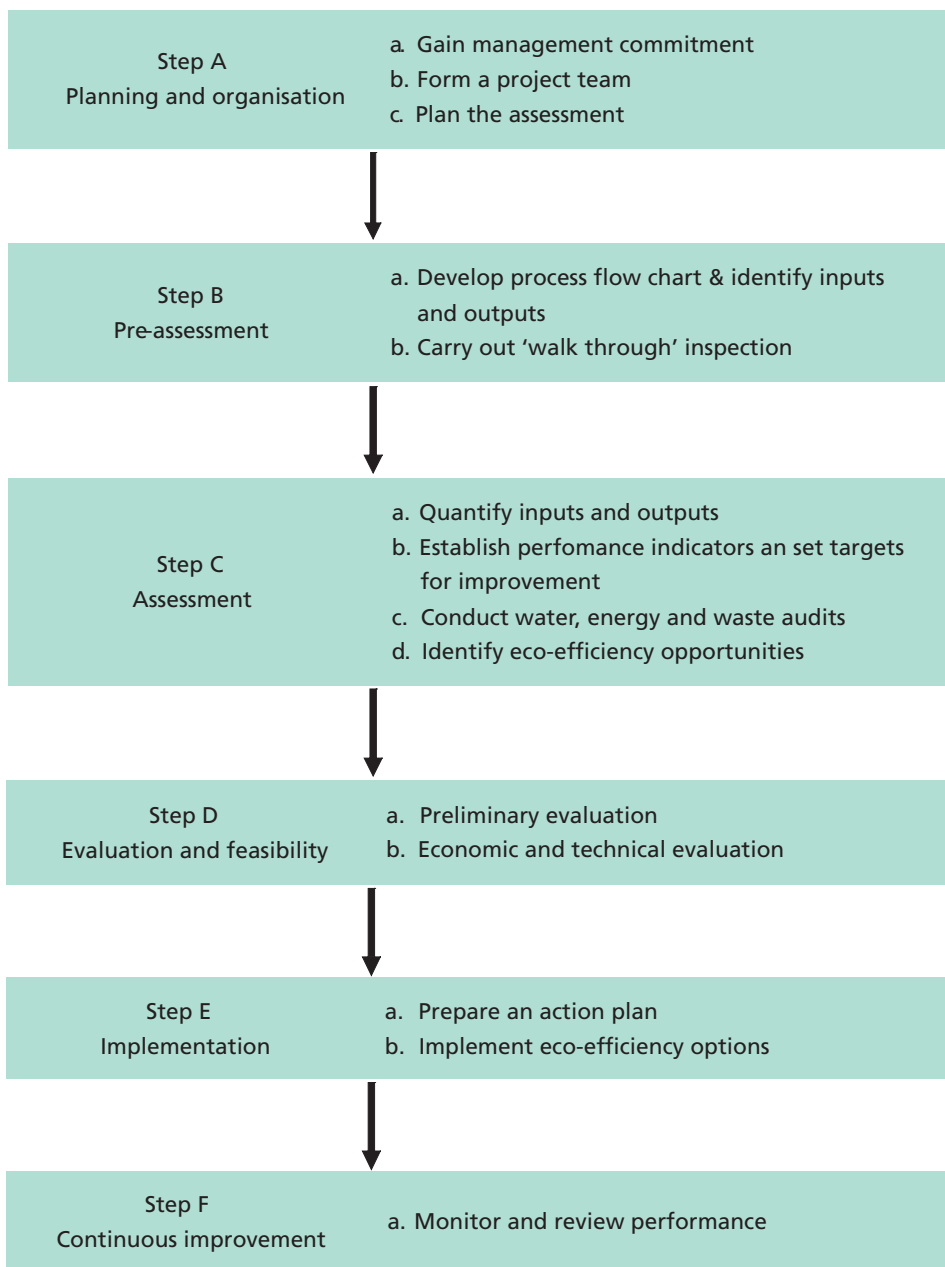 Step A
Planning and organisation
a. Gain management commitment
b. Form a project team
c. Plan the assessment
Step B
Pre-assessment
a. Develop process flow chart & identify inputs
and outputs
b. Carry out ‘walk through’ inspection
Step C
Assessment
a. Quantify inputs and outputs
b. Establish perfomance indicators an set targets
for improvement
c. Conduct water, energy and waste audits
d. Identify eco-efficiency opportunities
Step D
Evaluation and feasibility
a. Preliminary evaluation
b. Economic and technical evaluation
Step E
Implementation
a. Prepare an action plan
b. Implement eco-efficiency options
Step F
Continuous improvement
a. Monitor and review performance